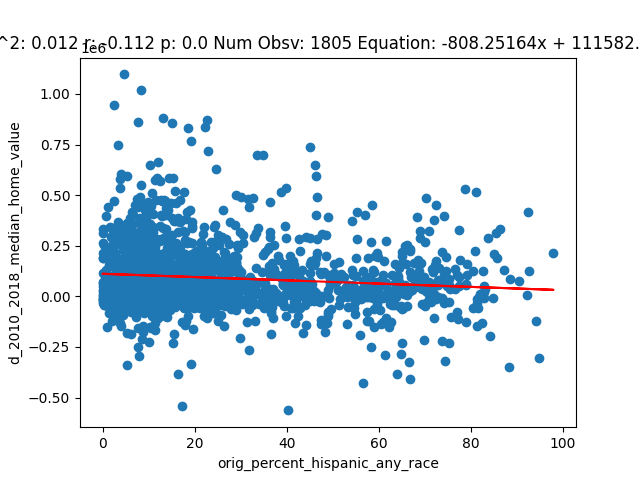 ^2: 0.012 r: -0.112 p: 0.0 Num Obsv: 1805 Equation: -808.25164x + 111582.
1e6
1.00
0.75
0.50
0.25
0.00
−0.25
−0.50
d_2010_2018_median_home_value
0 20 40 60 80 100
orig_percent_hispanic_any_race